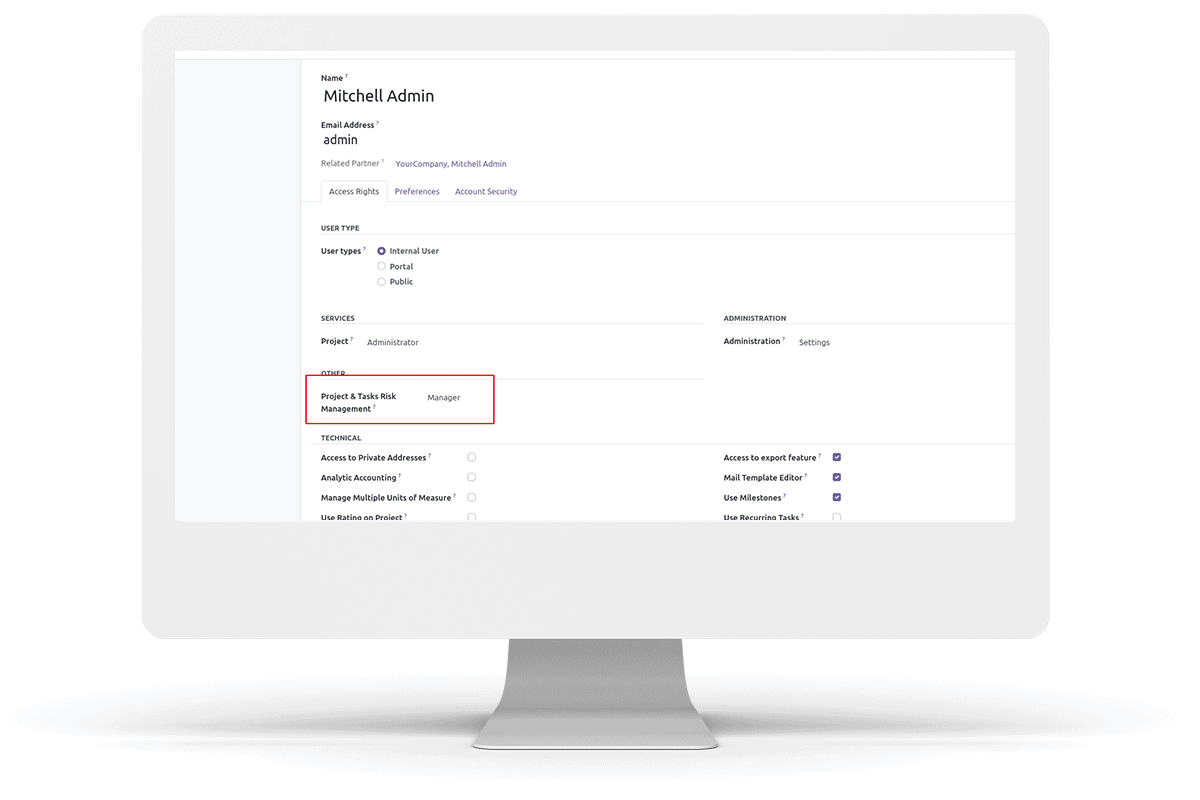 Name ?
Mitchell Admin
Email Address ?
admin
Related Partner ? YourCompany, Mitchell Admin
Access Rights Preferences Account Security
USER TYPE
User types ? Internal User
Portal
Public
SERVICES ADMINISTRATION
Project ? Administrator Administration ? Settings
OTHER
Project & Tasks Risk Manager
Management ?
TECHNICAL
Access to Private Addresses ? Access to export feature ?
Analytic Accounting ? Mail Template Editor ?
Manage Multiple Units of Measure ? Use Milestones ?
Use Rating on Project ? Use Recurring Tasks ?